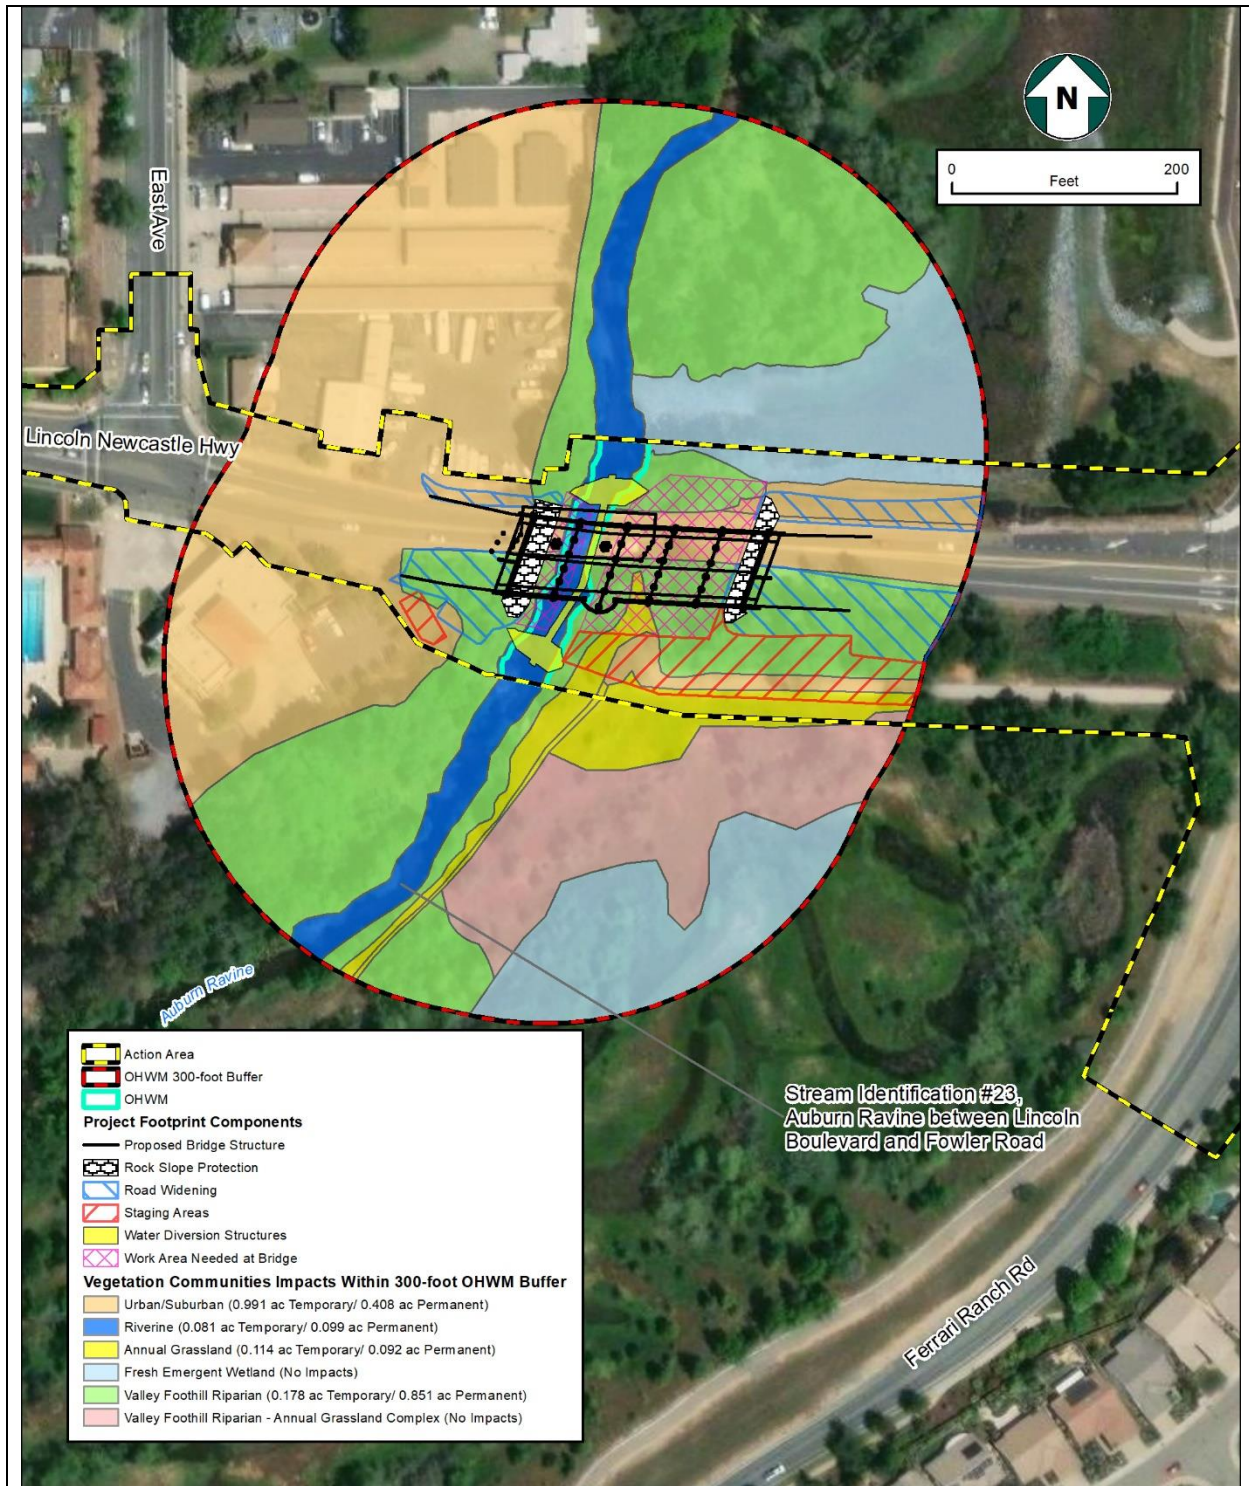 N
0 200
Feet
East Ave
Lincoln Newcastle Hwy
Auburn Ravine
Stream Identification #23,
Auburn Ravine between Lincoln
Boulevard and Fowler Road
Ferrari Ranch Rd
Action Area
OHWM 300-foot Buffer
OHWM
Project Footprint Components
Proposed Bridge Structure
Rock Slope Protection
Road Widening
Staging Areas
Water Diversion Structures
Work Area Needed at Bridge
Vegetation Communities Impacts Within 300-foot OHWM Buffer
Urban/Suburban (0.991 ac Temporary/ 0.408 ac Permanent)
Riverine (0.081 ac Temporary/ 0.099 ac Permanent)
Annual Grassland (0.114 ac Temporary/ 0.092 ac Permanent)
Fresh Emergent Wetland (No Impacts)
Valley Foothill Riparian (0.178 ac Temporary/ 0.851 ac Permanent)
Valley Foothill Riparian - Annual Grassland Complex (No Impacts)